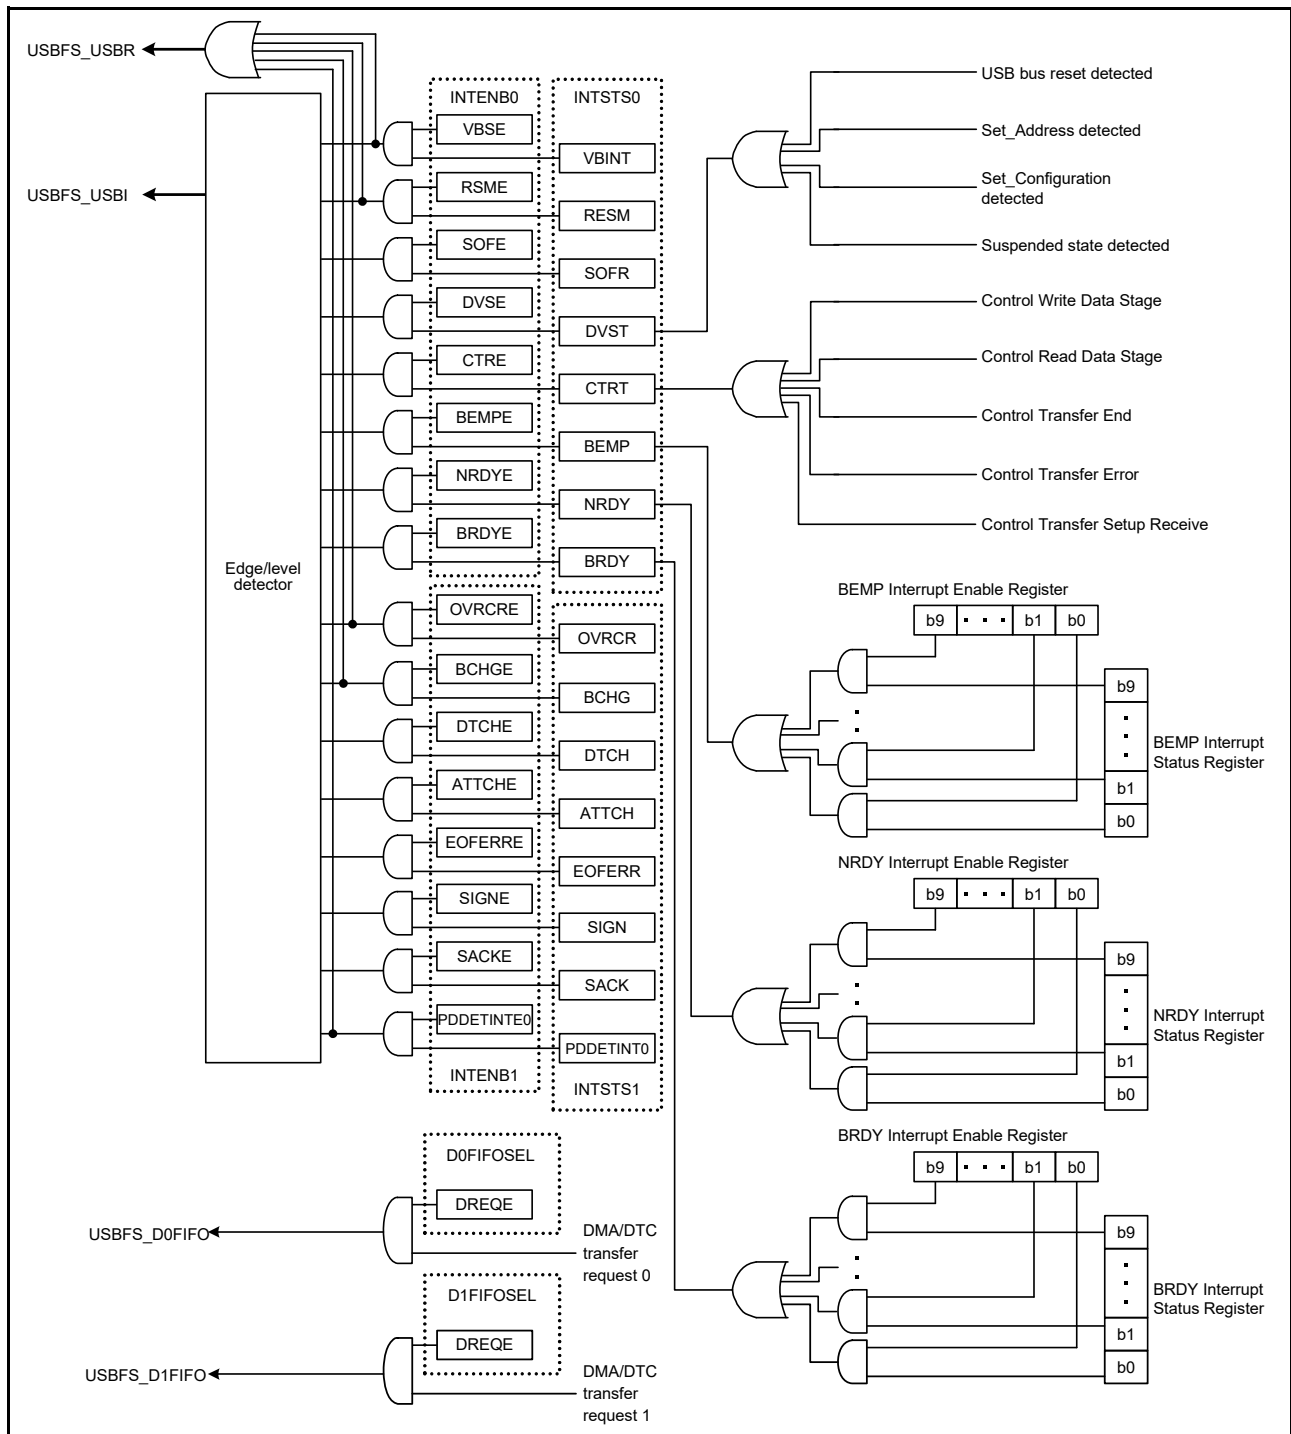 USBFS_USBR
USBFS_USBI
Edge/level
detector
INTENB0
VBSE
RSME
SOFE
DVSE
CTRE
BEMPE
NRDYE
BRDYE
OVRCRE
BCHGE
DTCHE
ATTCHE
EOFERRE
SIGNE
SACKE
PDDETINTE0
INTENB1
INTSTS0
VBINT
RESM
SOFR
DVST
CTRT
BEMP
NRDY
BRDY
OVRCR
BCHG
DTCH
ATTCH
EOFERR
SIGN
SACK
PDDETINT0
INTSTS1
USB bus reset detected
Set_Address detected
Set_Configuration
detected
Suspended state detected
Control Write Data Stage
Control Read Data Stage
Control Transfer End
Control Transfer Error
Control Transfer Setup Receive
BEMP Interrupt Enable Register
b9 · · · b1 b0
b9
b1
b0
BEMP Interrupt
Status Register
NRDY Interrupt Enable Register
b9 · · · b1 b0
b9
b1
b0
NRDY Interrupt
Status Register
BRDY Interrupt Enable Register
b9 · · · b1 b0
b9
b1
b0
BRDY Interrupt
Status Register
D0FIFOSEL
DREQE
USBFS_D0FIFO
DMA/DTC
transfer
request 0
D1FIFOSEL
DREQE
USBFS_D1FIFO
DMA/DTC
transfer
request 1